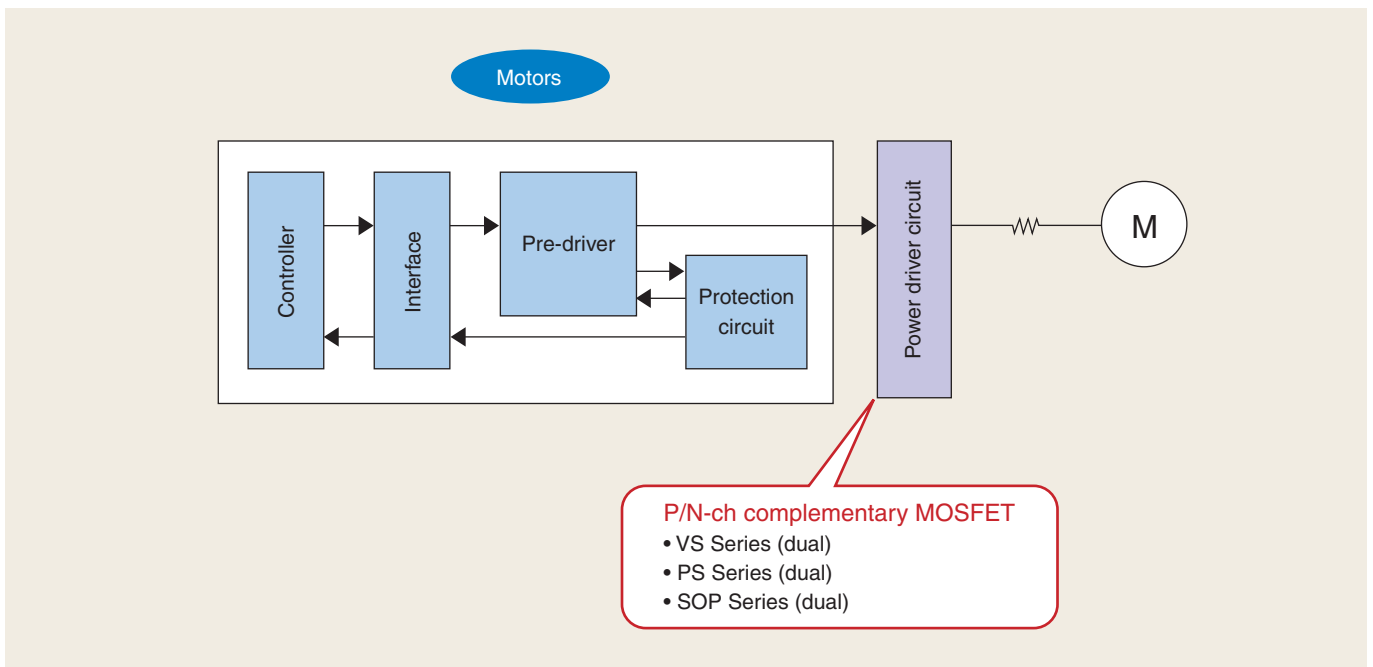 Motors
Controller
Interface
Pre-driver
Protection
circuit
Power driver circuit
M
P/N-ch complementary MOSFET
• VS Series (dual)
• PS Series (dual)
• SOP Series (dual)